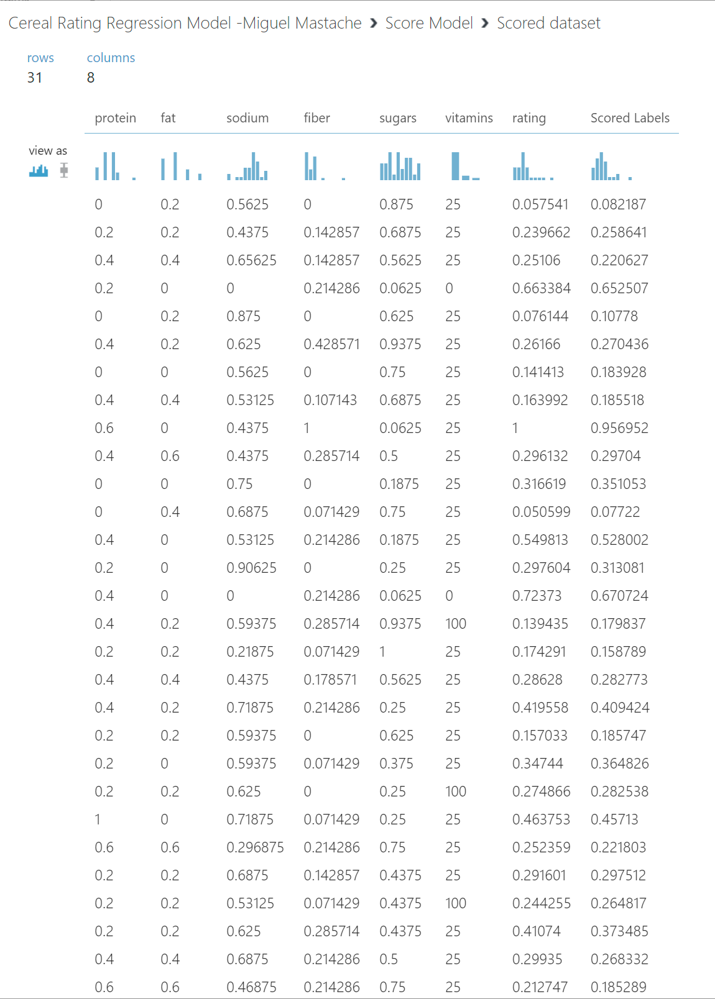 Cereal Rating Regression Model -Miguel Mastache › Score Model › Scored dataset
rows columns
31 8
protein fat sodium fiber sugars vitamins rating Scored Labels
view as
0 0.2 0.5625 0 0.875 25 0.057541 0.082187
0.2 0.2 0.4375 0.142857 0.6875 25 0.239662 0.258641
0.4 0.4 0.65625 0.142857 0.5625 25 0.25106 0.220627
0.2 0 0 0.214286 0.0625 0 0.663384 0.652507
0 0.2 0.875 0 0.625 25 0.076144 0.10778
0.4 0.2 0.625 0.428571 0.9375 25 0.26166 0.270436
0 0 0.5625 0 0.75 25 0.141413 0.183928
0.4 0.4 0.53125 0.107143 0.6875 25 0.163992 0.185518
0.6 0 0.4375 1 0.0625 25 1 0.956952
0.4 0.6 0.4375 0.285714 0.5 25 0.296132 0.29704
0 0 0.75 0 0.1875 25 0.316619 0.351053
0 0.4 0.6875 0.071429 0.75 25 0.050599 0.07722
0.4 0 0.53125 0.214286 0.1875 25 0.549813 0.528002
0.2 0 0.90625 0 0.25 25 0.297604 0.313081
0.4 0 0 0.214286 0.0625 0 0.72373 0.670724
0.4 0.2 0.59375 0.285714 0.9375 100 0.139435 0.179837
0.2 0.2 0.21875 0.071429 1 25 0.174291 0.158789
0.4 0.4 0.4375 0.178571 0.5625 25 0.28628 0.282773
0.4 0.2 0.71875 0.214286 0.25 25 0.419558 0.409424
0.2 0.2 0.59375 0 0.625 25 0.157033 0.185747
0.2 0 0.59375 0.071429 0.375 25 0.34744 0.364826
0.2 0.2 0.625 0 0.25 100 0.274866 0.282538
1 0 0.71875 0.071429 0.25 25 0.463753 0.45713
0.6 0.6 0.296875 0.214286 0.75 25 0.252359 0.221803
0.2 0.2 0.6875 0.142857 0.4375 25 0.291601 0.297512
0.2 0.2 0.53125 0.071429 0.4375 100 0.244255 0.264817
0.2 0.2 0.625 0.285714 0.4375 25 0.41074 0.373485
0.4 0.4 0.6875 0.214286 0.5 25 0.29935 0.268332
0.6 0.6 0.46875 0.214286 0.75 25 0.212747 0.185289